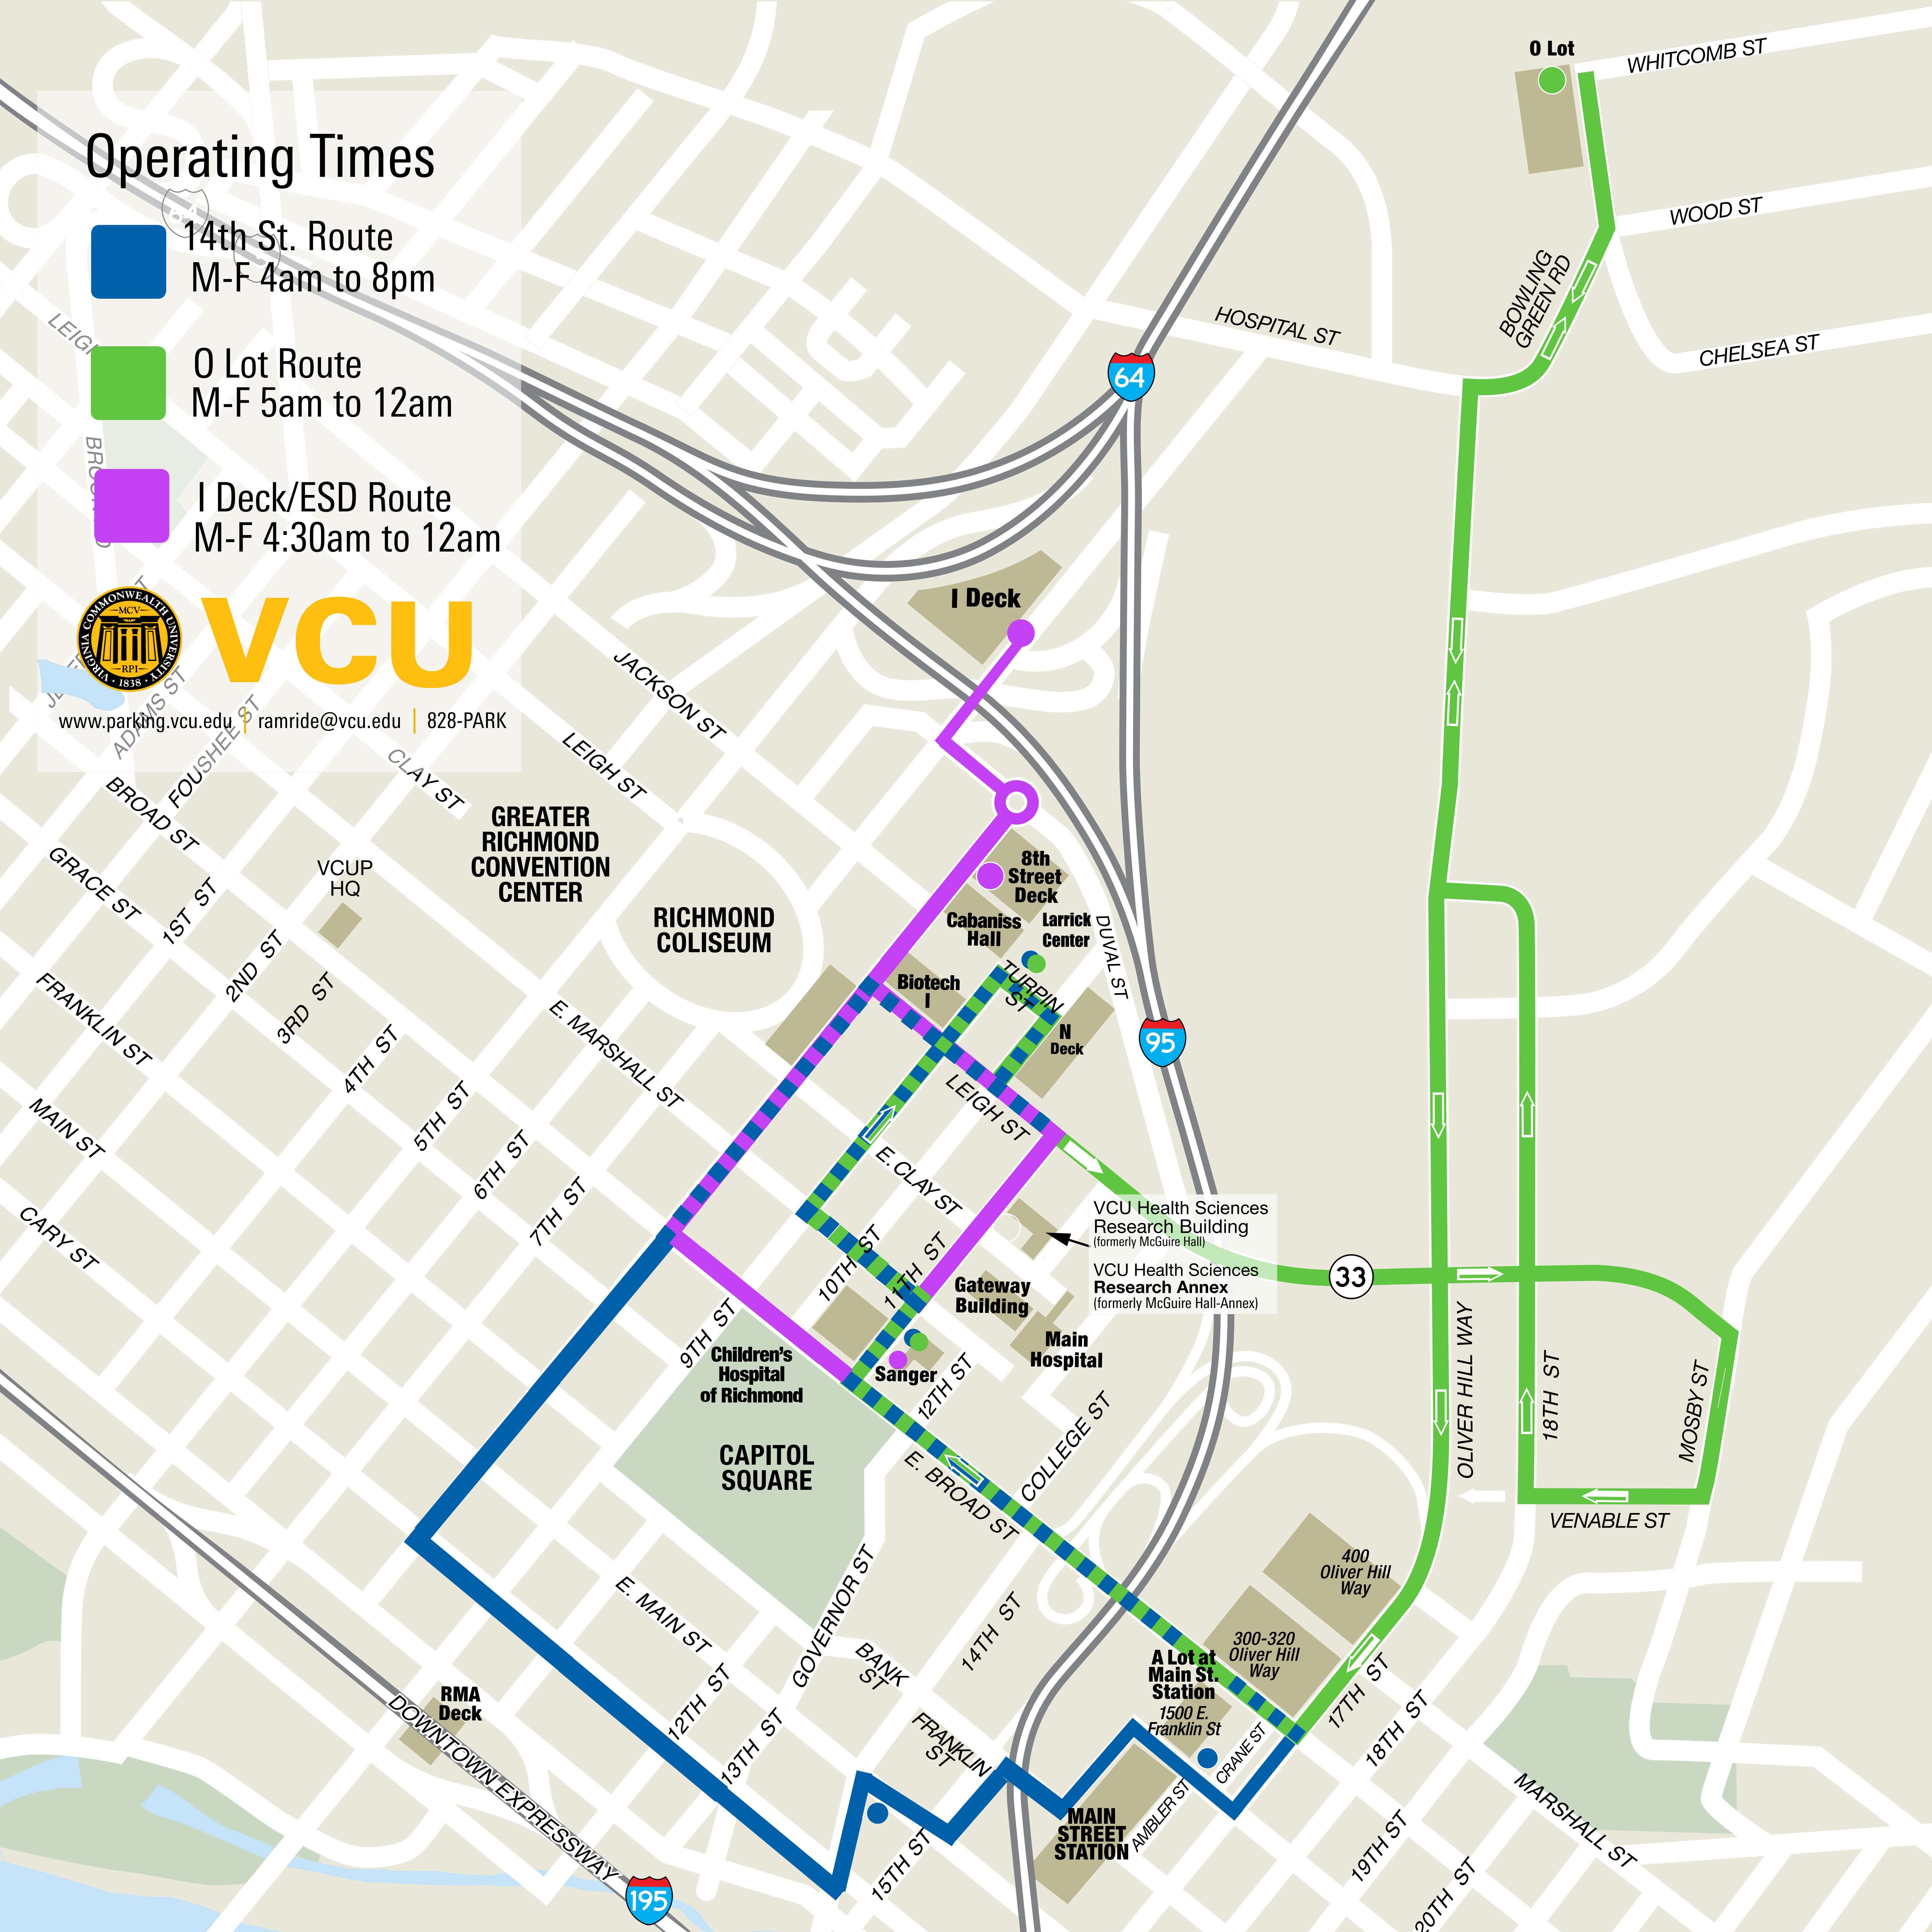 Operating Times
14th St. Route
M-F 4am to 8pm
O Lot Route
M-F 5am to 12am
I Deck/ESD Route
M-F 4:30am to 12am
VIRGINIA COMMONWEALTH UNIVERSITY
MCV
RPI
1838
VCU
www.parking.vcu.edu | ramride@vcu.edu | 828-PARK
O Lot
WHITCOMB ST
WOOD ST
BOWLING
GREEN RD
CHELSEA ST
HOSPITAL ST
64
I Deck
JACKSON ST
LEIGH ST
CLAY ST
ADAMS ST
FOUSHEE ST
BROAD ST
GRACE ST
FRANKLIN ST
MAIN ST
CARY ST
1ST ST
2ND ST
3RD ST
4TH ST
5TH ST
6TH ST
7TH ST
VCUP
HQ
GREATER
RICHMOND
CONVENTION
CENTER
RICHMOND
COLISEUM
E. MARSHALL ST
8th
Street
Deck
Cabaniss
Hall
Larrick
Center
DUVAL ST
Biotech
I
TURPIN
ST
N
Deck
95
LEIGH ST
E. CLAY ST
10TH ST
11TH ST
9TH ST
VCU Health Sciences
Research Building
(formerly McGuire Hall)
VCU Health Sciences
Research Annex
(formerly McGuire Hall-Annex)
33
Gateway
Building
Main
Hospital
Children's
Hospital
of Richmond
Sanger
12TH ST
COLLEGE ST
CAPITOL
SQUARE
E. BROAD ST
OLIVER HILL WAY
18TH ST
MOSBY ST
VENABLE ST
400
Oliver Hill
Way
300-320
Oliver Hill
Way
A Lot at
Main St.
Station
1500 E.
Franklin St
E. MAIN ST
GOVERNOR ST
BANK
ST
14TH ST
FRANKLIN
ST
12TH ST
13TH ST
15TH ST
RMA
Deck
DOWNTOWN EXPRESSWAY
195
MAIN
STREET
STATION
AMBLER ST
CRANE ST
17TH ST
18TH ST
19TH ST
20TH ST
MARSHALL ST